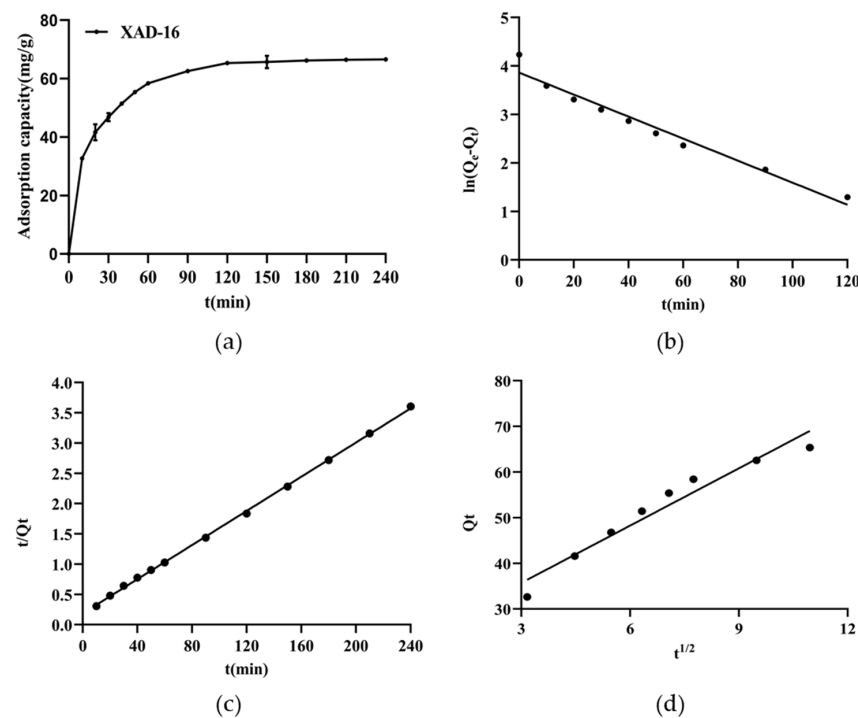 XAD-16
Adsorption capacity(mg/g)
80
60
40
20
0
0 30 60 90 120 150 180 210 240
t(min)
(a)
ln(Qe-Qt)
5
4
3
2
1
0
0 20 40 60 80 100 120
t(min)
(b)
t/Qt
4.0
3.5
3.0
2.5
2.0
1.5
1.0
0.5
0.0
0 40 80 120 160 200 240
t(min)
(c)
Qt
80
70
60
50
40
30
3 6 9 12
t1/2
(d)